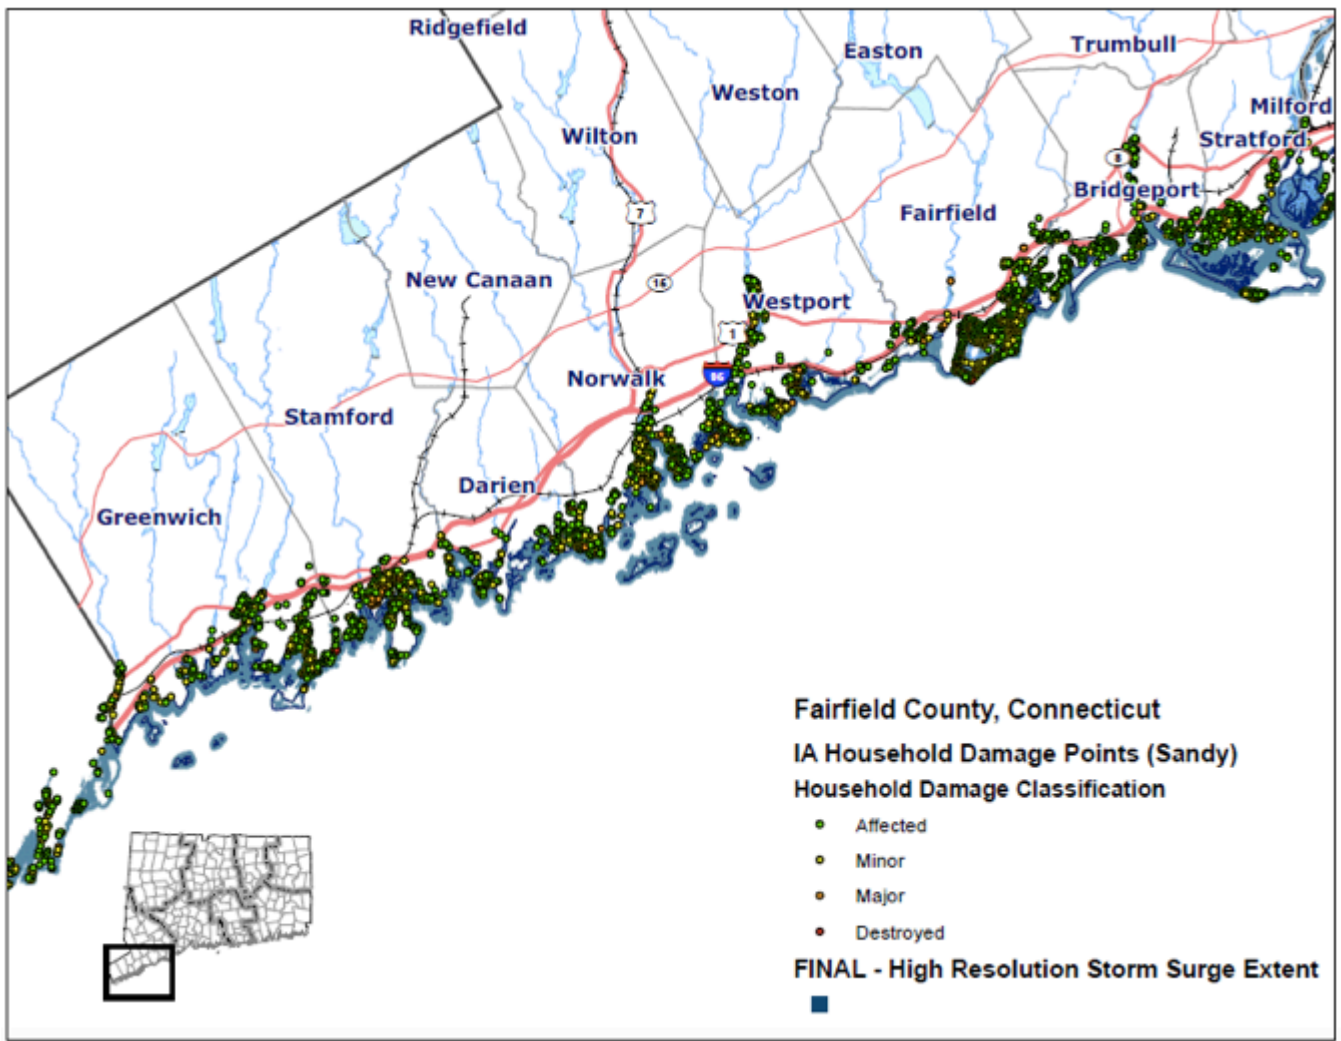 Ridgefield
Easton
Trumbull
Weston
Milford
Wilton
Stratford
8
Bridgeport
7
Fairfield
New Canaan
16
Westport
1
Norwalk
Stamford
Darien
Greenwich
Fairfield County, Connecticut
IA Household Damage Points (Sandy)
Household Damage Classification
Affected
Minor
Major
Destroyed
FINAL - High Resolution Storm Surge Extent